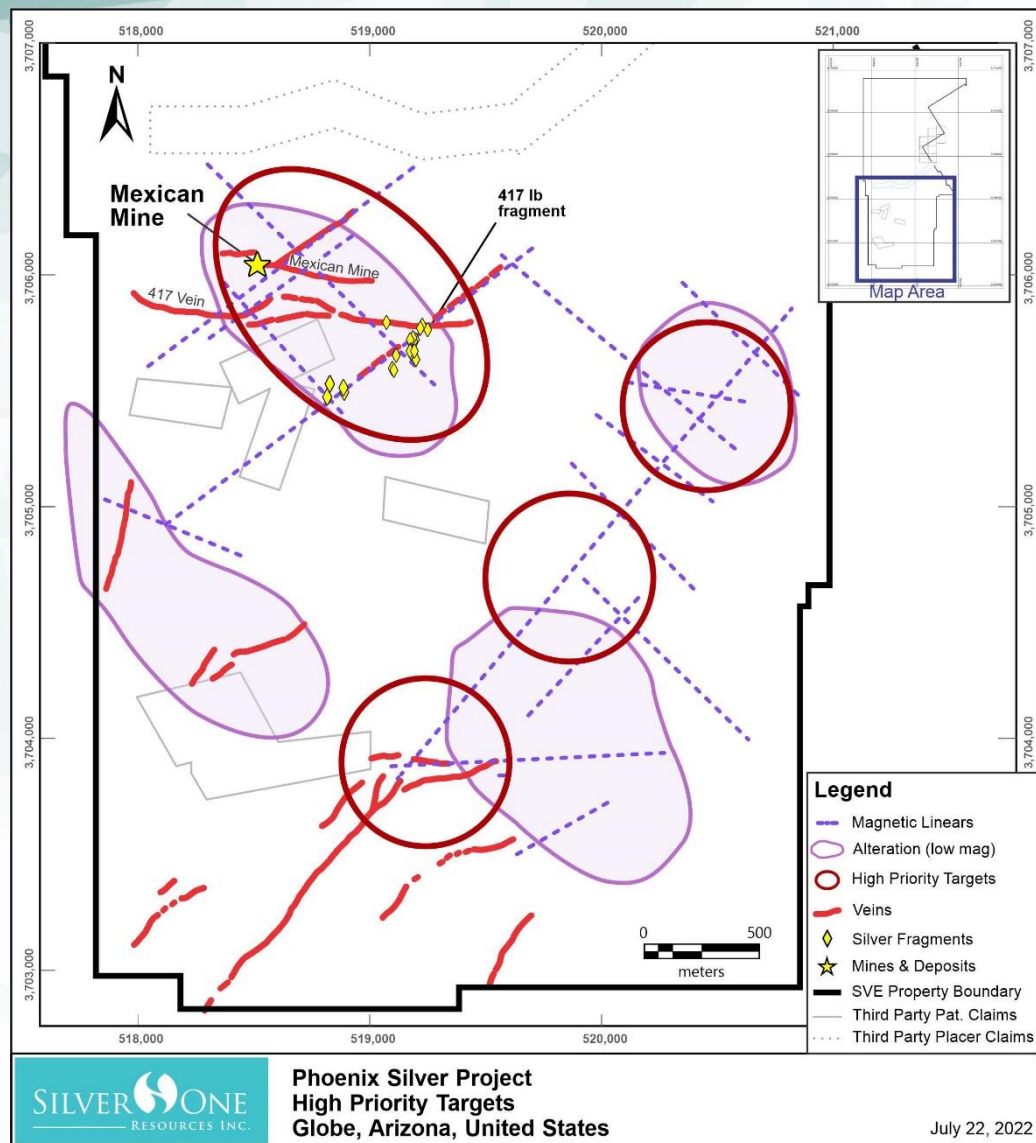 518,000
519,000
520,000
521,000
3,707,000
3,707,000
N
Mexican
Mine
417 lb
fragment
Mexican Mine
417 Vein
Map Area
3,706,000
3,706,000
3,705,000
3,705,000
3,704,000
3,704,000
3,703,000
Legend
Magnetic Linears
Alteration (low mag)
High Priority Targets
Veins
Silver Fragments
Mines & Deposits
SVE Property Boundary
Third Party Pat. Claims
Third Party Placer Claims
0
500
meters
518,000
519,000
520,000
SILVER ONE
RESOURCES INC.
Phoenix Silver Project
High Priority Targets
Globe, Arizona, United States
July 22, 2022